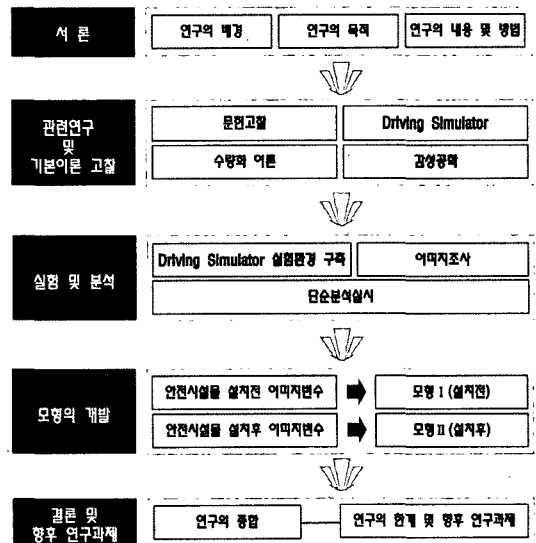 서 론
연구의 배경
연구의 목적
연구의 내용 및 방법
관련연구
및
기본이론 고찰
문헌고찰
Driving Simulator
수량화 이론
감성공학
실험 및 분석
Driving Simulator 실험환경 구축
이미지조사
단순분석실시
모형의 개발
안전시설물 설치전 이미지변수
모형 I (설치전)
안전시설물 설치후 이미지변수
모형 II (설치후)
결론 및
향후 연구과제
연구의 종합
연구의 한계 및 향후 연구과제